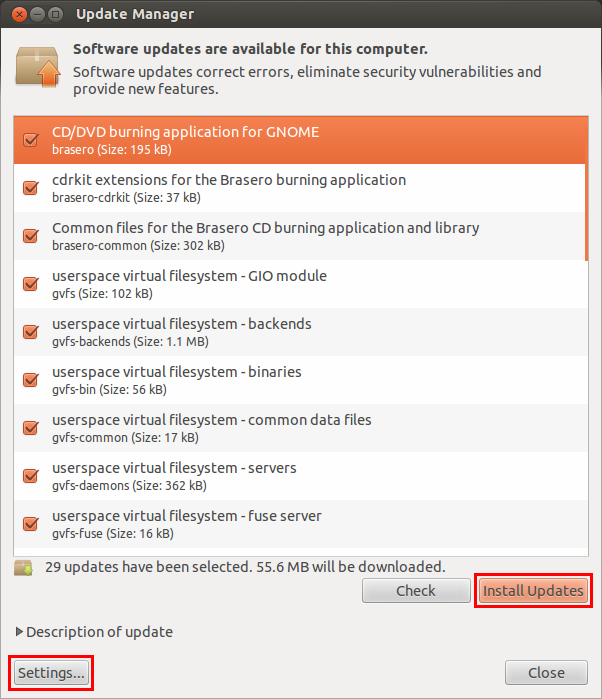 Update Manager
Software updates are available for this computer.
Software updates correct errors, eliminate security vulnerabilities and
provide new features.
CD/DVD burning application for GNOME
brasero (Size: 195 kB)
cdrkit extensions for the Brasero burning application
brasero-cdrkit (Size: 37 kB)
Common files for the Brasero CD burning application and library
brasero-common (Size: 302 kB)
userspace virtual filesystem - GIO module
gvfs (Size: 102 kB)
userspace virtual filesystem - backends
gvfs-backends (Size: 1.1 MB)
userspace virtual filesystem - binaries
gvfs-bin (Size: 56 kB)
userspace virtual filesystem - common data files
gvfs-common (Size: 17 kB)
userspace virtual filesystem - servers
gvfs-daemons (Size: 362 kB)
userspace virtual filesystem - fuse server
gvfs-fuse (Size: 16 kB)
29 updates have been selected. 55.6 MB will be downloaded.
Check
Install Updates
Description of update
Settings...
Close